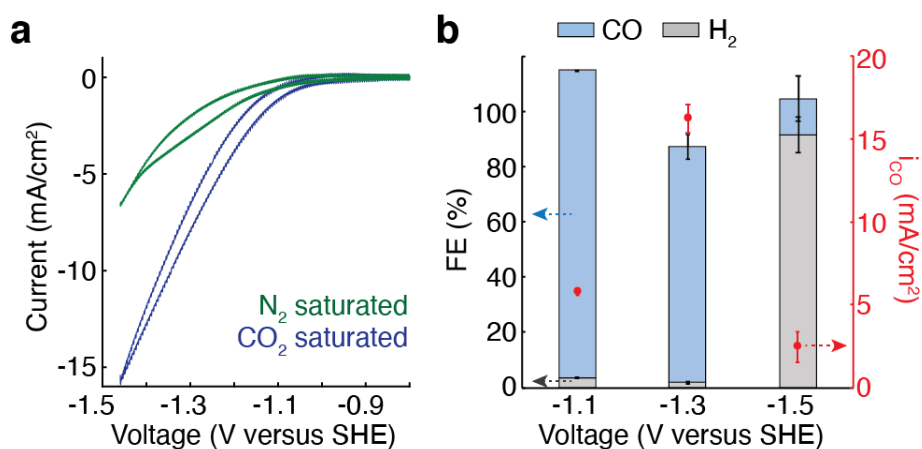 a
Current (mA/cm²)
0
-5
-10
-15
N₂ saturated
CO₂ saturated
-1.5
-1.3
-1.1
-0.9
Voltage (V versus SHE)
b
CO
H₂
FE (%)
100
80
60
40
20
0
20
15
10
5
0
i_CO (mA/cm²)
-1.1
-1.3
-1.5
Voltage (V versus SHE)